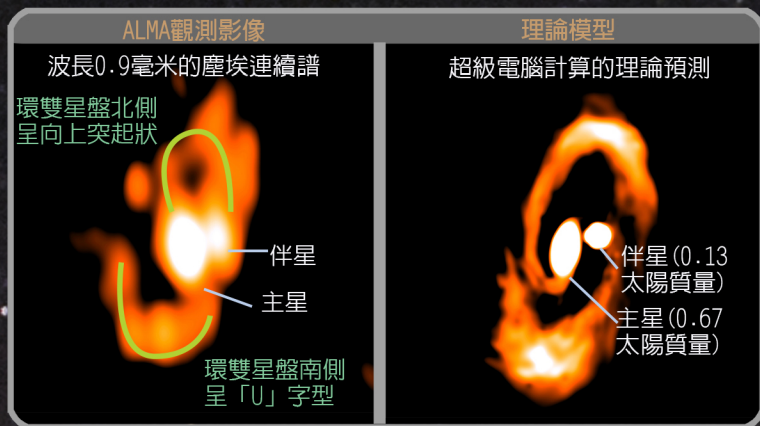 ALMA觀測影像
波長0.9毫米的塵埃連續譜
環雙星盤北側
呈向上突起狀
伴星
主星
環雙星盤南側
呈「U」字型
理論模型
超級電腦計算的理論預測
伴星(0.13
太陽質量)
主星(0.67
太陽質量)